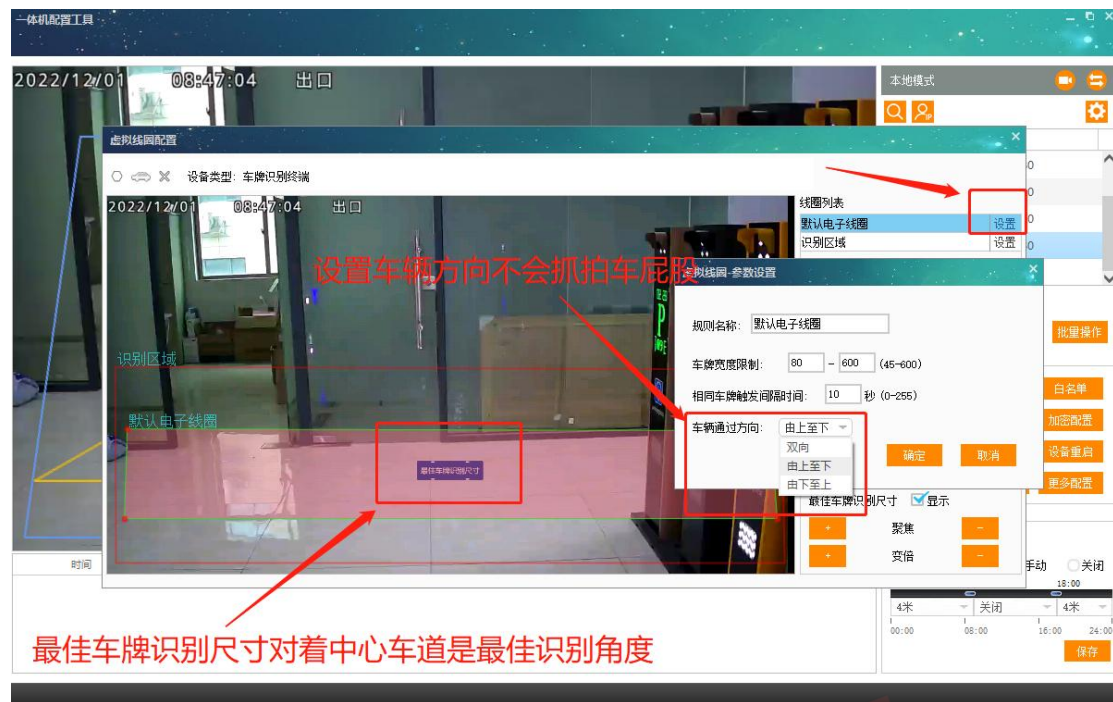 一体机配置工具
2022/12/01 08:47:04 出口
本地模式
虚拟线圈配置
设备类型: 车牌识别终端
2022/12/01 08:47:04 出口
线圈列表
默认电子线圈 设置
识别区域 设置
设置车辆方向不会抓拍车屁股
虚拟线圈-参数设置
规则名称: 默认电子线圈
车牌宽度限制: 80 - 600 (45-600)
相同车牌触发间隔时间: 10 秒 (0-255)
车辆通过方向: 由上至下
双向
由上至下
由下至上
确定 取消
识别区域
默认电子线圈
最佳车牌识别尺寸
P
批量操作
白名单
加密配置
设备重启
更多配置
最佳车牌识别尺寸 显示
+ 聚焦 -
+ 变倍 -
时间
手动 关闭
18:00
4米 关闭 4米
00:00 08:00 16:00 24:00
保存
最佳车牌识别尺寸对着中心车道是最佳识别角度